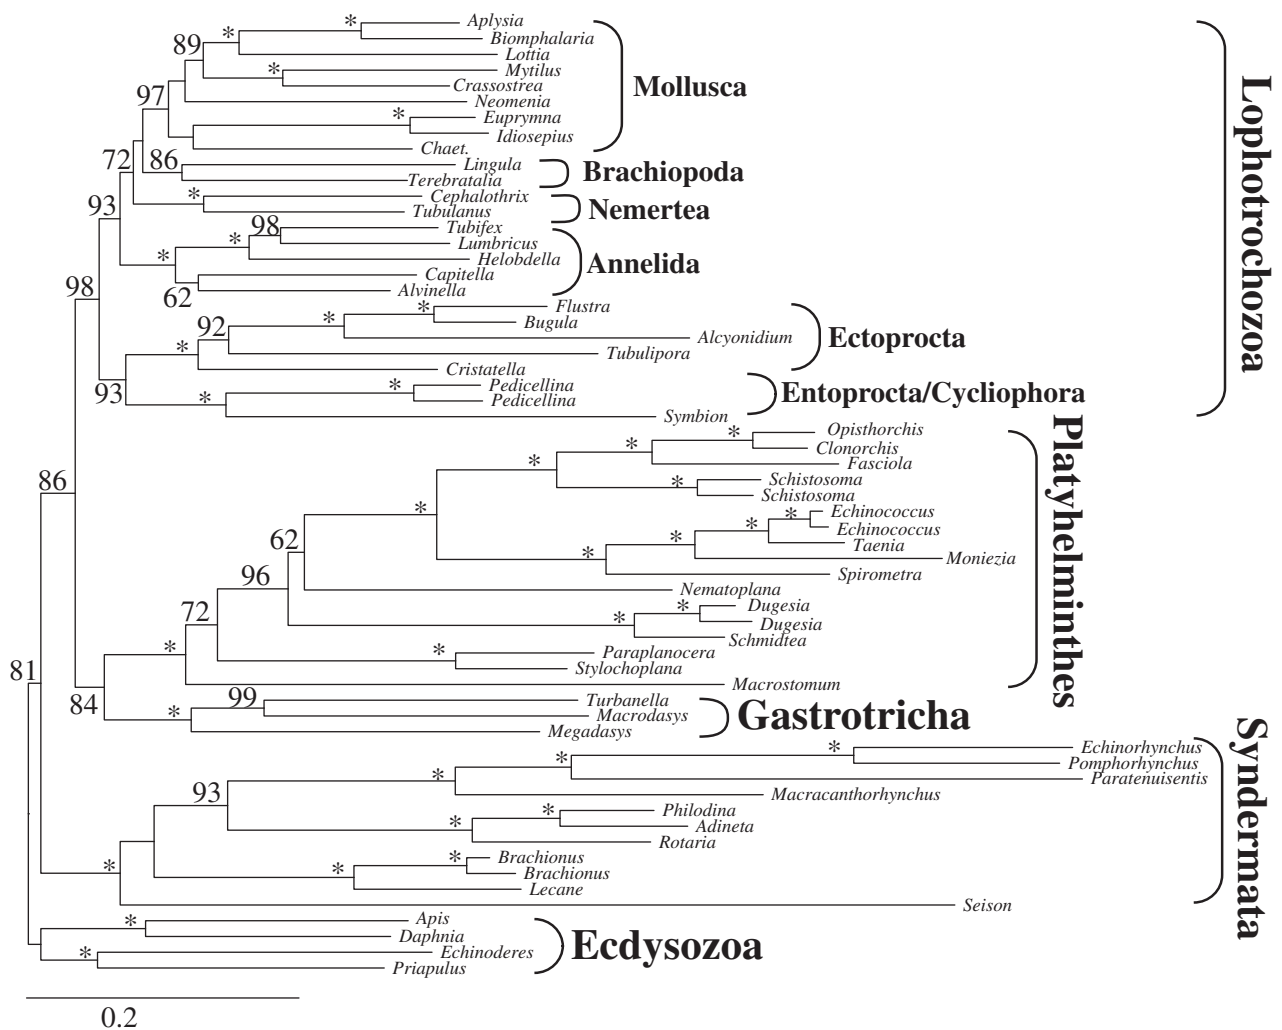 Aplysia
*
*
Biomphalaria
89
Lottia
Mytilus
*
Crassostrea
Mollusca
97
Neomenia
Euprymna
*
Idiosepius
Chaet.
72
86
Lingula
Terebratalia
Brachiopoda
Cephalothrix
*
Tubulanus
Nemertea
93
98
Tubifex
*
Lumbricus
*
Helobdella
Annelida
Capitella
98
62
Alvinella
Flustra
*
Bugula
*
92
Alcyonidium
Ectoprocta
*
Tubulipora
Cristatella
93
Pedicellina
*
Pedicellina
*
Entoprocta/Cycliophora
Symbion
Lophotrochozoa
Opisthorchis
*
Clonorchis
*
Fasciola
*
Schistosoma
*
Schistosoma
86
Echinococcus
*
*
Echinococcus
*
Taenia
62
*
Moniezia
*
Spirometra
96
Nematoplana
Dugesia
*
72
Dugesia
*
Schmidtea
*
Paraplanocera
*
Stylochoplana
81
Macrostomum
Platyhelminthes
84
99
Turbanella
*
Macrodasys
Megadasys
Gastrotricha
Echinorhynchus
*
Pomphorhynchus
*
Paratenuisentis
*
93
Macracanthorhynchus
Philodina
*
Adineta
*
Rotaria
Brachionus
*
*
Brachionus
*
Lecane
Seison
Syndermata
Apis
*
Daphnia
Echinoderes
*
Priapulus
Ecdysozoa
0.2